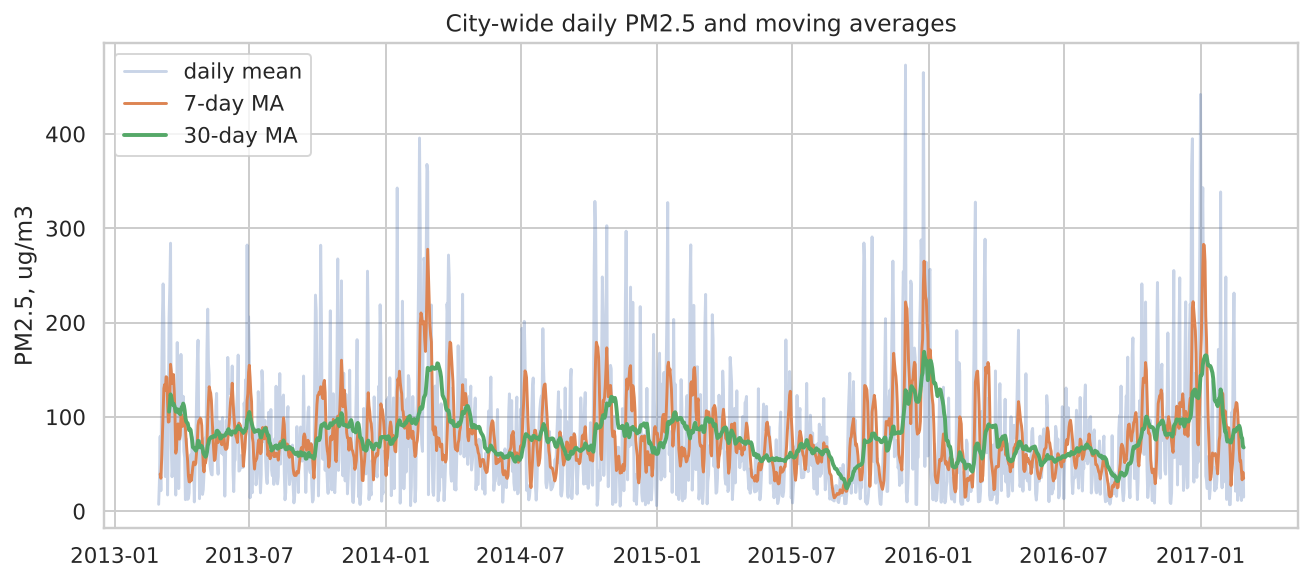 City-wide daily PM2.5 and moving averages
daily mean
7-day MA
30-day MA
PM2.5, ug/m3
400
300
200
100
0
2013-01 2013-07 2014-01 2014-07 2015-01 2015-07 2016-01 2016-07 2017-01